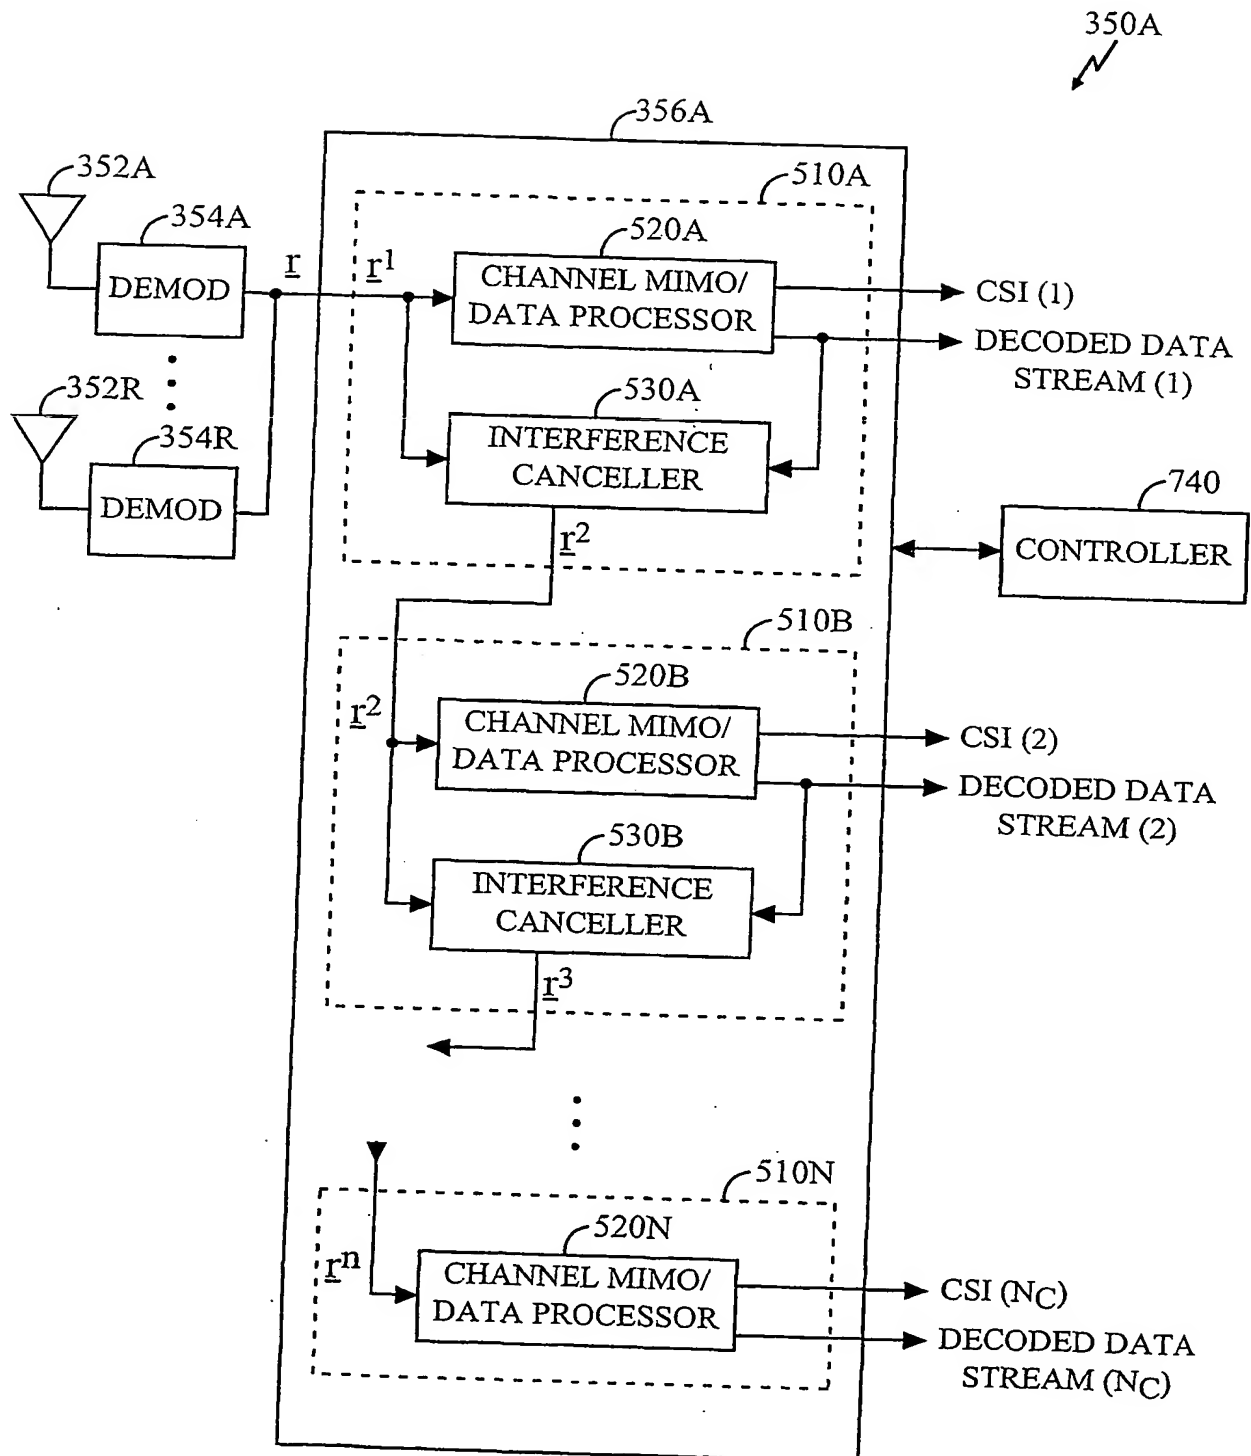 350A
356A
352A
354A
DEMOD
352R
354R
DEMOD
r
r¹
510A
520A
CHANNEL MIMO/
DATA PROCESSOR
CSI (1)
DECODED DATA
STREAM (1)
530A
INTERFERENCE
CANCELLER
r²
740
CONTROLLER
510B
r²
520B
CHANNEL MIMO/
DATA PROCESSOR
CSI (2)
DECODED DATA
STREAM (2)
530B
INTERFERENCE
CANCELLER
r³
510N
rⁿ
520N
CHANNEL MIMO/
DATA PROCESSOR
CSI (NC)
DECODED DATA
STREAM (NC)